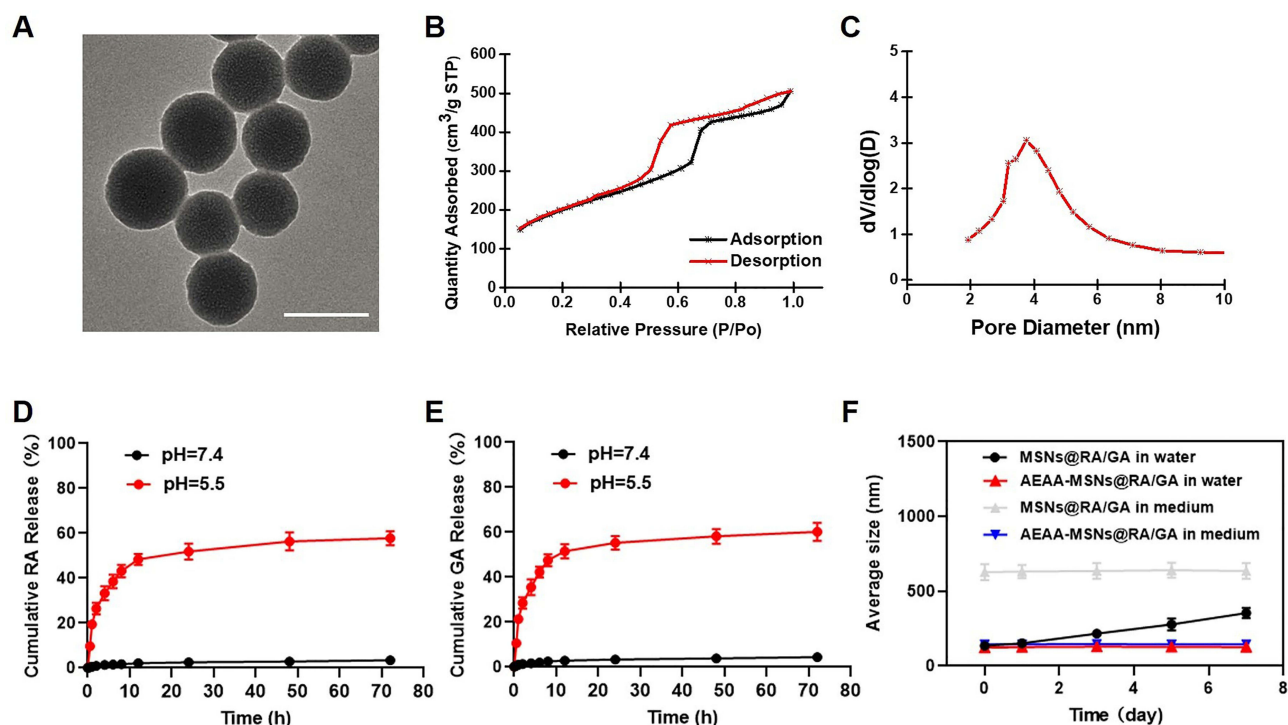 A
B
Quantity Adsorbed (cm³/g STP)
600
500
400
300
200
100
0
0.0
0.2
0.4
0.6
0.8
1.0
Adsorption
Desorption
Relative Pressure (P/Po)
C
dV/dlog(D)
5
4
3
2
1
0
0
2
4
6
8
10
Pore Diameter (nm)
D
Cumulative RA Release (%)
100
80
60
40
20
0
pH=7.4
pH=5.5
0
10
20
30
40
50
60
70
80
Time (h)
E
Cumulative GA Release (%)
100
80
60
40
20
0
pH=7.4
pH=5.5
0
10
20
30
40
50
60
70
80
Time (h)
F
Average size (nm)
1500
1000
500
0
MSNs@RA/GA in water
AEAA-MSNs@RA/GA in water
MSNs@RA/GA in medium
AEAA-MSNs@RA/GA in medium
0
2
4
6
8
Time (day)